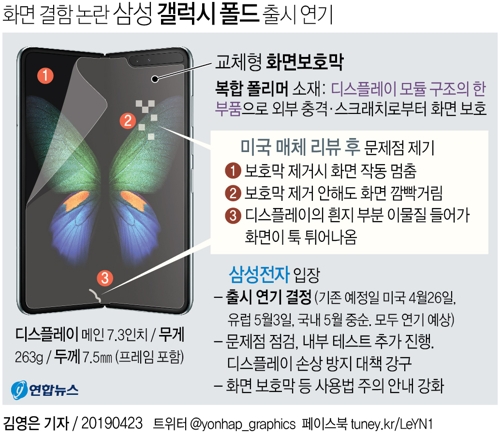 화면 결함 논란 삼성 갤럭시 폴드 출시 연기
교체형 화면보호막
복합 폴리머 소재: 디스플레이 모듈 구조의 한
부품으로 외부 충격·스크래치로부터 화면 보호
미국 매체 리뷰 후 문제점 제기
1 보호막 제거시 화면 작동 멈춤
2 보호막 제거 안해도 화면 깜빡거림
3 디스플레이의 힌지 부분 이물질 들어가
화면이 툭 튀어나옴
1
2
3
삼성전자 입장
- 출시 연기 결정 (기존 예정일 미국 4월26일,
유럽 5월3일, 국내 5월 중순. 모두 연기 예상)
- 문제점 점검, 내부 테스트 추가 진행.
디스플레이 손상 방지 대책 강구
- 화면 보호막 등 사용법 주의 안내 강화
디스플레이 메인 7.3인치 / 무게
263g / 두께 7.5㎜ (프레임 포함)
연합뉴스
김영은 기자 / 20190423 트위터 @yonhap_graphics 페이스북 tuney.kr/LeYN1